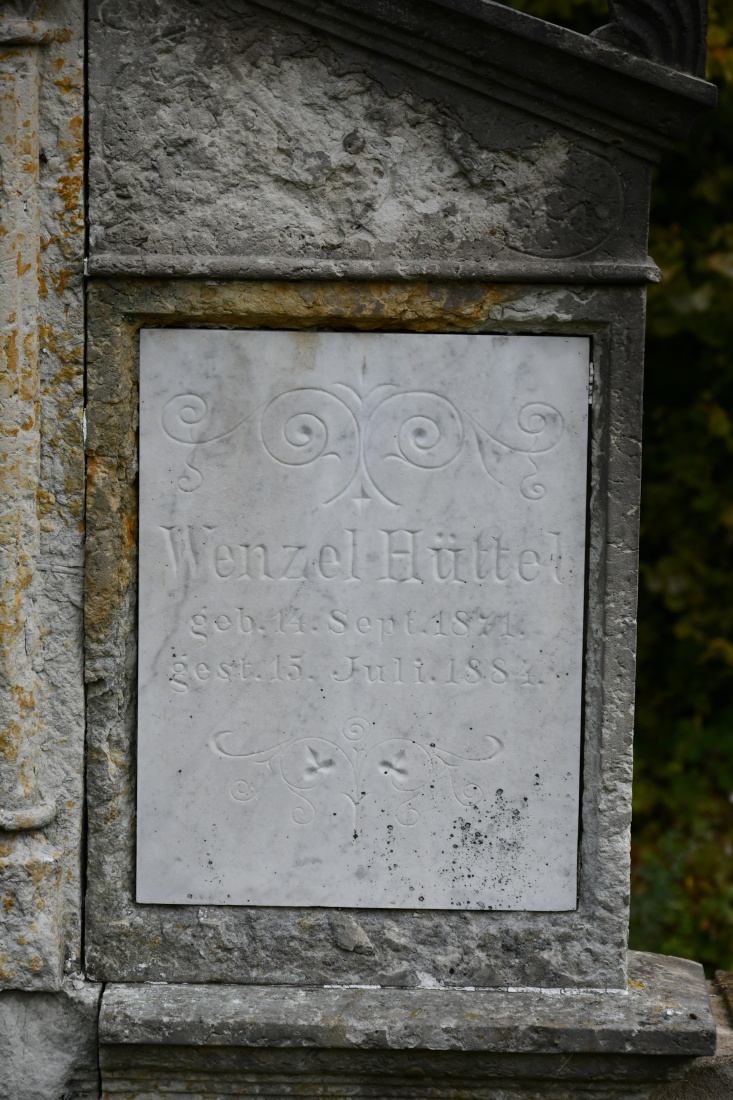 Wenzel Hüttel
geb. 14. Sept. 1871.
gest. 15. Juli. 1884.